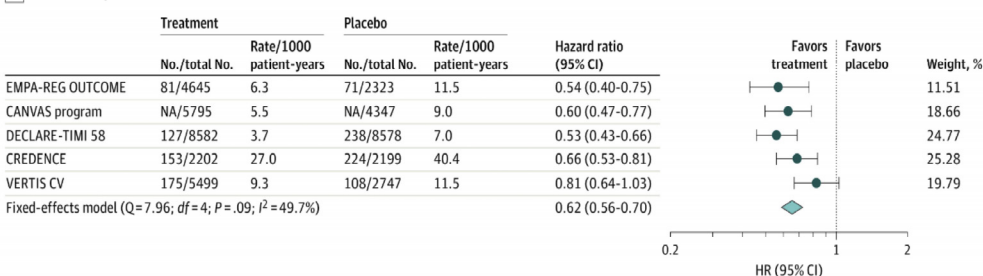 Treatment Placebo
Rate/1000 Rate/1000 Hazard ratio Favors Favors
No./total No. patient-years No./total No. patient-years (95% CI) treatment placebo Weight, %
EMPA-REG OUTCOME 81/4645 6.3 71/2323 11.5 0.54 (0.40-0.75) 11.51
CANVAS program NA/5795 5.5 NA/4347 9.0 0.60 (0.47-0.77) 18.66
DECLARE-TIMI 58 127/8582 3.7 238/8578 7.0 0.53 (0.43-0.66) 24.77
CREDENCE 153/2202 27.0 224/2199 40.4 0.66 (0.53-0.81) 25.28
VERTIS CV 175/5499 9.3 108/2747 11.5 0.81 (0.64-1.03) 19.79
Fixed-effects model (Q=7.96; df=4; P=.09; I²=49.7%) 0.62 (0.56-0.70)
0.2 1 2
HR (95% CI)